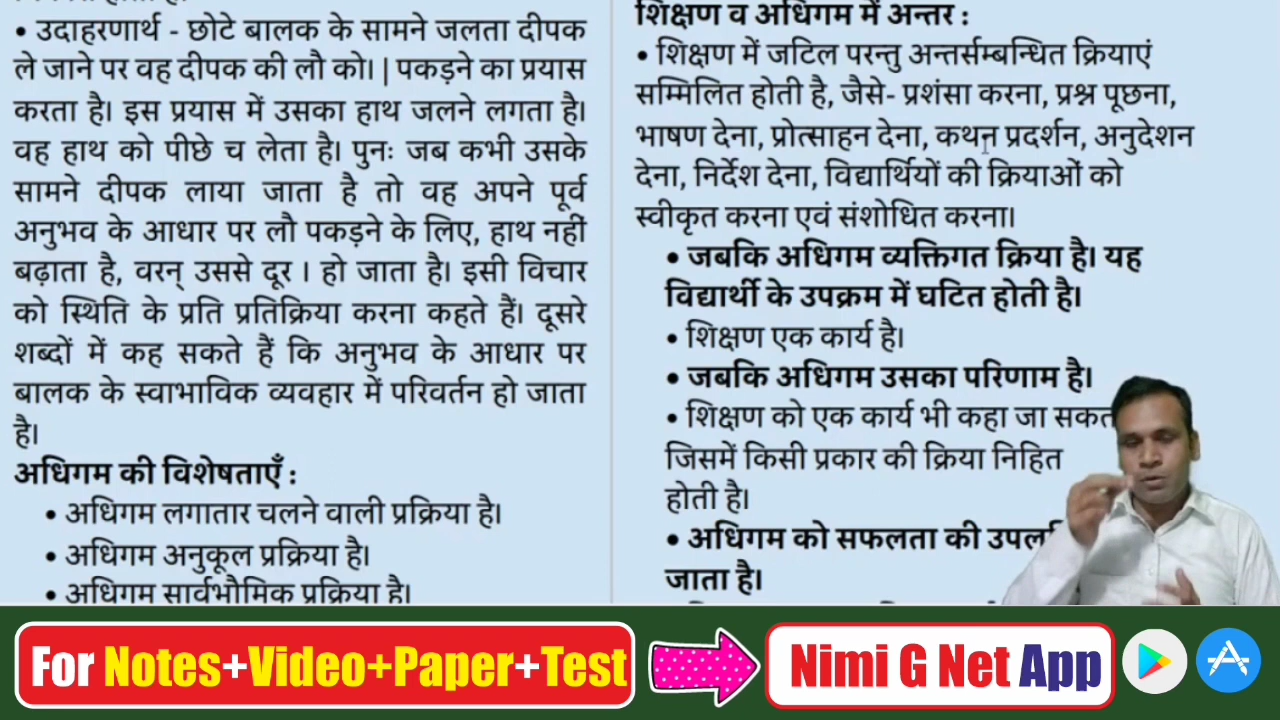 • उदाहरणार्थ - छोटे बालक के सामने जलता दीपक
ले जाने पर वह दीपक की लौ को। | पकड़ने का प्रयास
करता है। इस प्रयास में उसका हाथ जलने लगता है।
वह हाथ को पीछे च लेता है। पुनः जब कभी उसके
सामने दीपक लाया जाता है तो वह अपने पूर्व
अनुभव के आधार पर लौ पकड़ने के लिए, हाथ नहीं
बढ़ाता है, वरन् उससे दूर । हो जाता है। इसी विचार
को स्थिति के प्रति प्रतिक्रिया करना कहते हैं। दूसरे
शब्दों में कह सकते हैं कि अनुभव के आधार पर
बालक के स्वाभाविक व्यवहार में परिवर्तन हो जाता
है।
अधिगम की विशेषताएँ :
• अधिगम लगातार चलने वाली प्रक्रिया है।
• अधिगम अनुकूल प्रक्रिया है।
• अधिगम सार्वभौमिक प्रक्रिया है।
शिक्षण व अधिगम में अन्तर :
• शिक्षण में जटिल परन्तु अन्तर्सम्बन्धित क्रियाएं
सम्मिलित होती है, जैसे- प्रशंसा करना, प्रश्न पूछना,
भाषण देना, प्रोत्साहन देना, कथन प्रदर्शन, अनुदेशन
देना, निर्देश देना, विद्यार्थियों की क्रियाओं को
स्वीकृत करना एवं संशोधित करना।
• जबकि अधिगम व्यक्तिगत क्रिया है। यह
विद्यार्थी के उपक्रम में घटित होती है।
• शिक्षण एक कार्य है।
• जबकि अधिगम उसका परिणाम है।
• शिक्षण को एक कार्य भी कहा जा सकत
जिसमें किसी प्रकार की क्रिया निहित
होती है।
• अधिगम को सफलता की
जाता है।
For Notes+Video+Paper+Test
Nimi G Net App